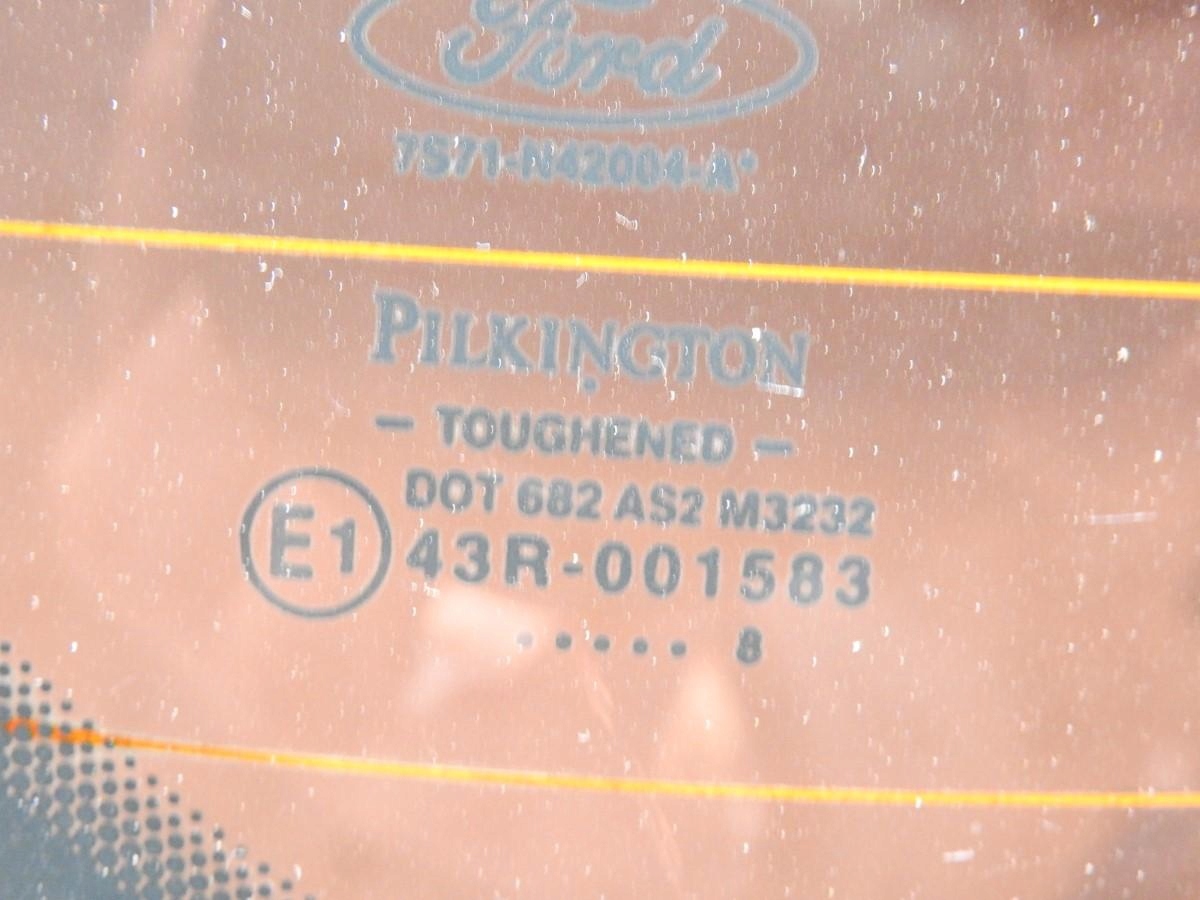 Ford
7S71-N42004-A*
PILKINGTON
- TOUGHENED -
DOT 682 AS2 M3232
E1 43R-001583
..... 8